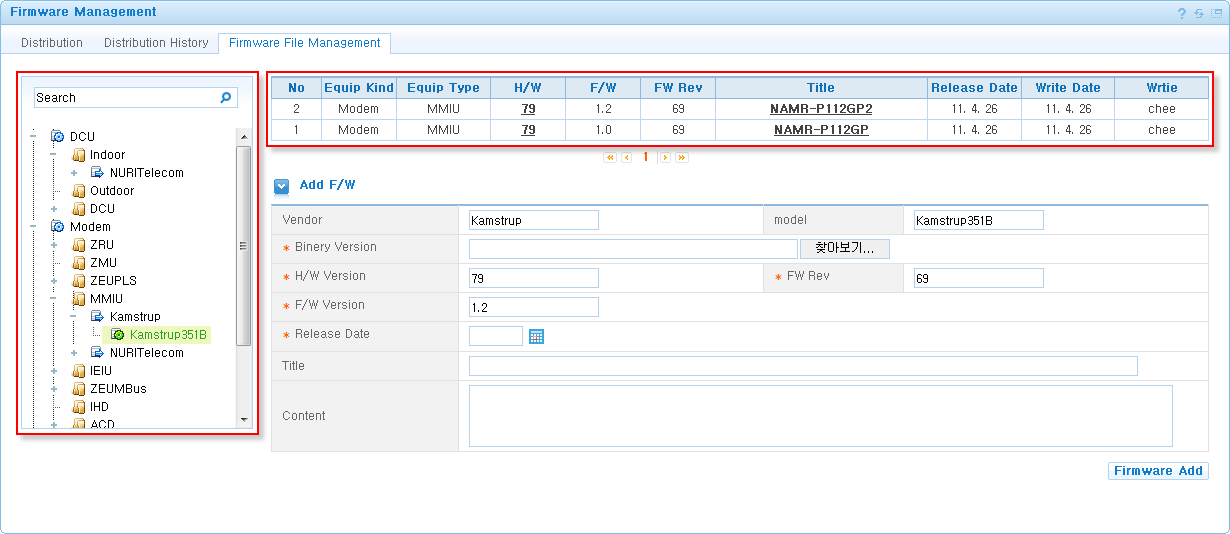 Firmware Management
?
Distribution Distribution History Firmware File Management
Search
DCU
Indoor
NURITelecom
Outdoor
DCU
Modem
ZRU
ZMU
ZEUPLS
MMIU
Kamstrup
Kamstrup351B
NURITelecom
IEIU
ZEUMBus
IHD
ACD
No Equip Kind Equip Type H/W F/W FW Rev Title Release Date Write Date Wrtie
2 Modem MMIU 79 1.2 69 NAMR-P112GP2 11. 4. 26 11. 4. 26 chee
1 Modem MMIU 79 1.0 69 NAMR-P112GP 11. 4. 26 11. 4. 26 chee
1
Add F/W
Vendor Kamstrup model Kamstrup351B
* Binary Version 찾아보기...
* H/W Version 79 * FW Rev 69
* F/W Version 1.2
* Release Date
Title
Content
Firmware Add